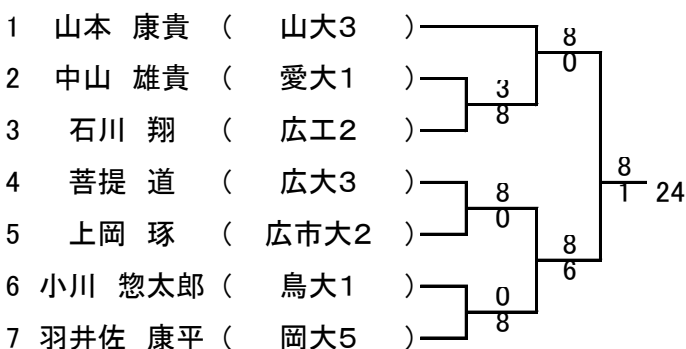 1 山本 康貴 ( 山大3 )
8
0
2 中山 雄貴 ( 愛大1 )
3
8
3 石川 翔 ( 広工2 )
4 菩提 道 ( 広大3 )
8
1 24
8
0
5 上岡 琢 ( 広市大2 )
8
6
6 小川 惣太郎 ( 鳥大1 )
0
8
7 羽井佐 康平 ( 岡大5 )